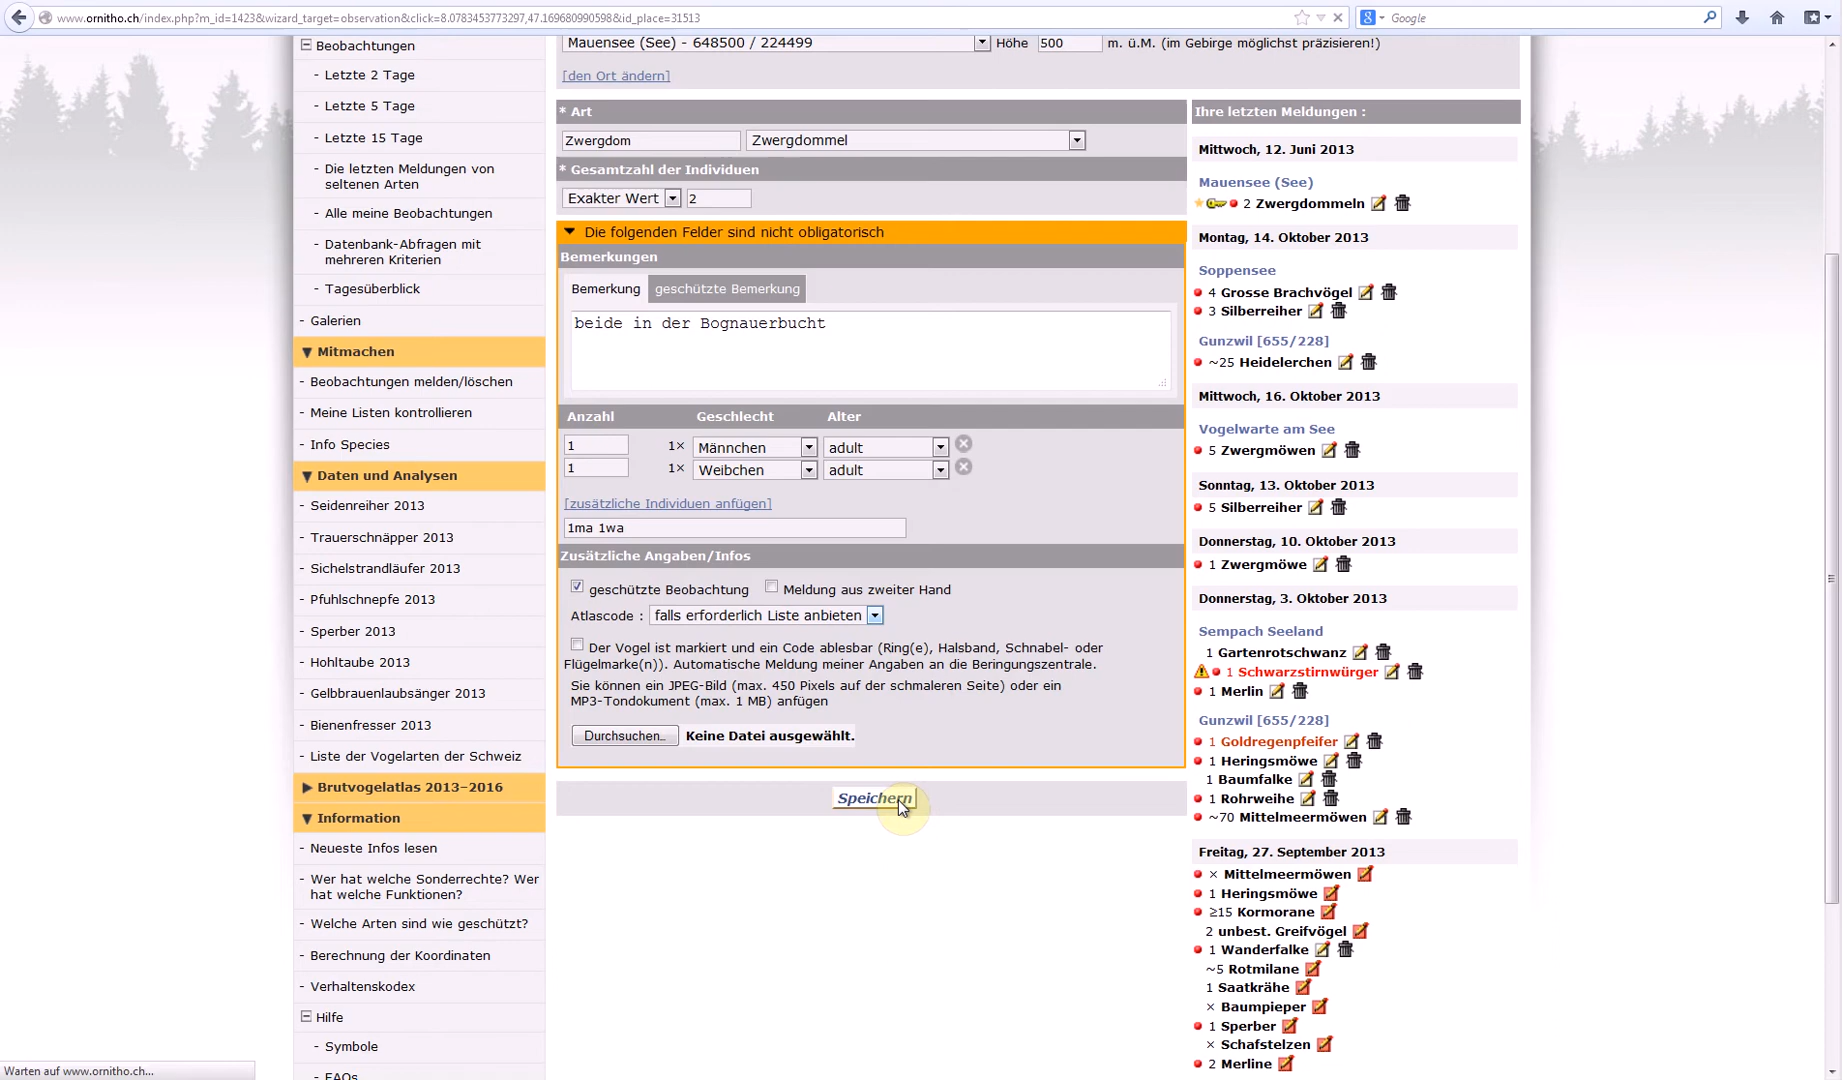 www.ornitho.ch/index.php?m_id=1423&wizard_target=observation&click=8.0783453773297,47.169680990598&id_place=31513
Google
Beobachtungen
- Letzte 2 Tage
- Letzte 5 Tage
- Letzte 15 Tage
- Die letzten Meldungen von
seltenen Arten
- Alle meine Beobachtungen
- Datenbank-Abfragen mit
mehreren Kriterien
- Tagesüberblick
- Galerien
Mitmachen
- Beobachtungen melden/löschen
- Meine Listen kontrollieren
- Info Species
Daten und Analysen
- Seidenreiher 2013
- Trauerschnäpper 2013
- Sichelstrandläufer 2013
- Pfuhlschnepfe 2013
- Sperber 2013
- Hohltaube 2013
- Gelbbrauenlaubsänger 2013
- Bienenfresser 2013
- Liste der Vogelarten der Schweiz
Brutvogelatlas 2013-2016
Information
- Neueste Infos lesen
- Wer hat welche Sonderrechte? Wer
hat welche Funktionen?
- Welche Arten sind wie geschützt?
- Berechnung der Koordinaten
- Verhaltenskodex
Hilfe
- Symbole
- FAQs
Warten auf www.ornitho.ch...
Mauensee (See) - 648500 / 224499 Höhe 500 m. ü.M. (im Gebirge möglichst präzisieren!)
[den Ort ändern]
* Art
Zwergdom Zwergdommel
* Gesamtzahl der Individuen
Exakter Wert 2
Die folgenden Felder sind nicht obligatorisch
Bemerkungen
Bemerkung geschützte Bemerkung
beide in der Bognauerbucht
Anzahl Geschlecht Alter
1 1× Männchen adult
1 1× Weibchen adult
[zusätzliche Individuen anfügen]
1ma 1wa
Zusätzliche Angaben/Infos
geschützte Beobachtung Meldung aus zweiter Hand
Atlascode : falls erforderlich Liste anbieten
Der Vogel ist markiert und ein Code ablesbar (Ring(e), Halsband, Schnabel- oder
Flügelmarke(n)). Automatische Meldung meiner Angaben an die Beringungszentrale.
Sie können ein JPEG-Bild (max. 450 Pixels auf der schmaleren Seite) oder ein
MP3-Tondokument (max. 1 MB) anfügen
Durchsuchen... Keine Datei ausgewählt.
Speichern
Ihre letzten Meldungen :
Mittwoch, 12. Juni 2013
Mauensee (See)
2 Zwergdommeln
Montag, 14. Oktober 2013
Soppensee
4 Grosse Brachvögel
3 Silberreiher
Gunzwil [655/228]
~25 Heidelerchen
Mittwoch, 16. Oktober 2013
Vogelwarte am See
5 Zwergmöwen
Sonntag, 13. Oktober 2013
5 Silberreiher
Donnerstag, 10. Oktober 2013
1 Zwergmöwe
Donnerstag, 3. Oktober 2013
Sempach Seeland
1 Gartenrotschwanz
1 Schwarzstirnwürger
1 Merlin
Gunzwil [655/228]
1 Goldregenpfeifer
1 Heringsmöwe
1 Baumfalke
1 Rohrweihe
~70 Mittelmeermöwen
Freitag, 27. September 2013
× Mittelmeermöwen
1 Heringsmöwe
≥15 Kormorane
2 unbest. Greifvögel
1 Wanderfalke
~5 Rotmilane
1 Saatkrähe
× Baumpieper
1 Sperber
× Schafstelzen
2 Merline